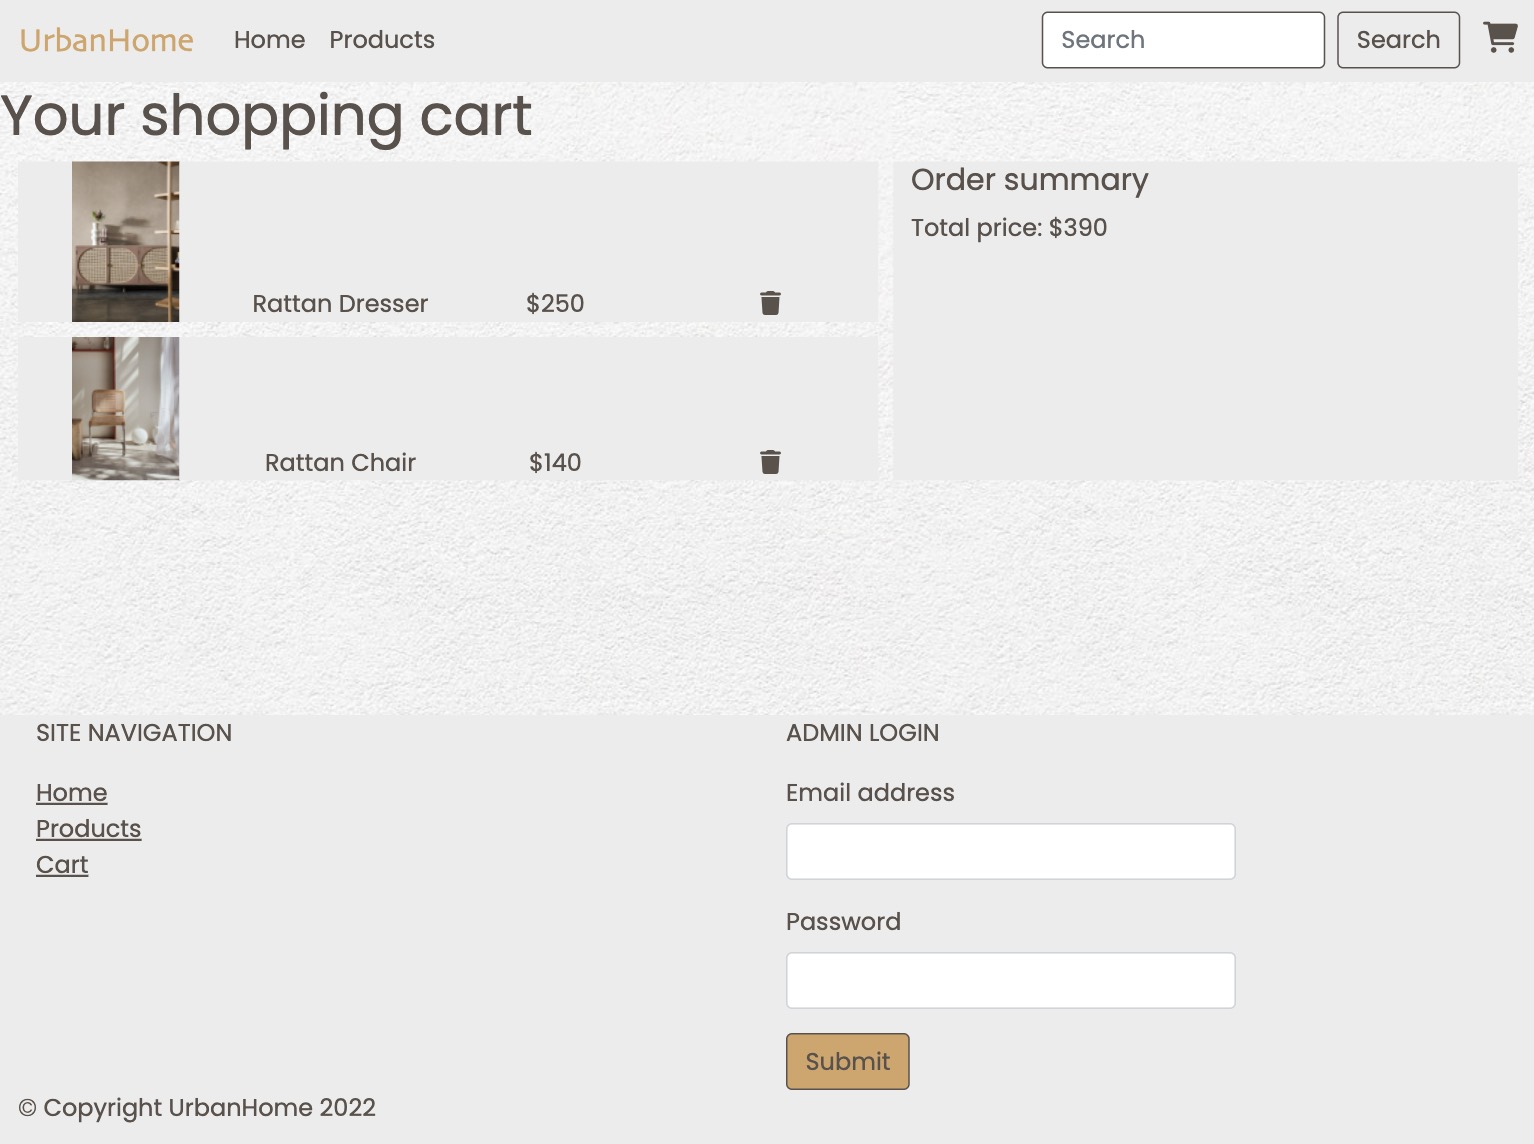 UrbanHome Home Products Search Search
Your shopping cart
Order summary
Total price: $390
Rattan Dresser $250
Rattan Chair $140
SITE NAVIGATION
Home
Products
Cart
ADMIN LOGIN
Email address
Password
Submit
© Copyright UrbanHome 2022